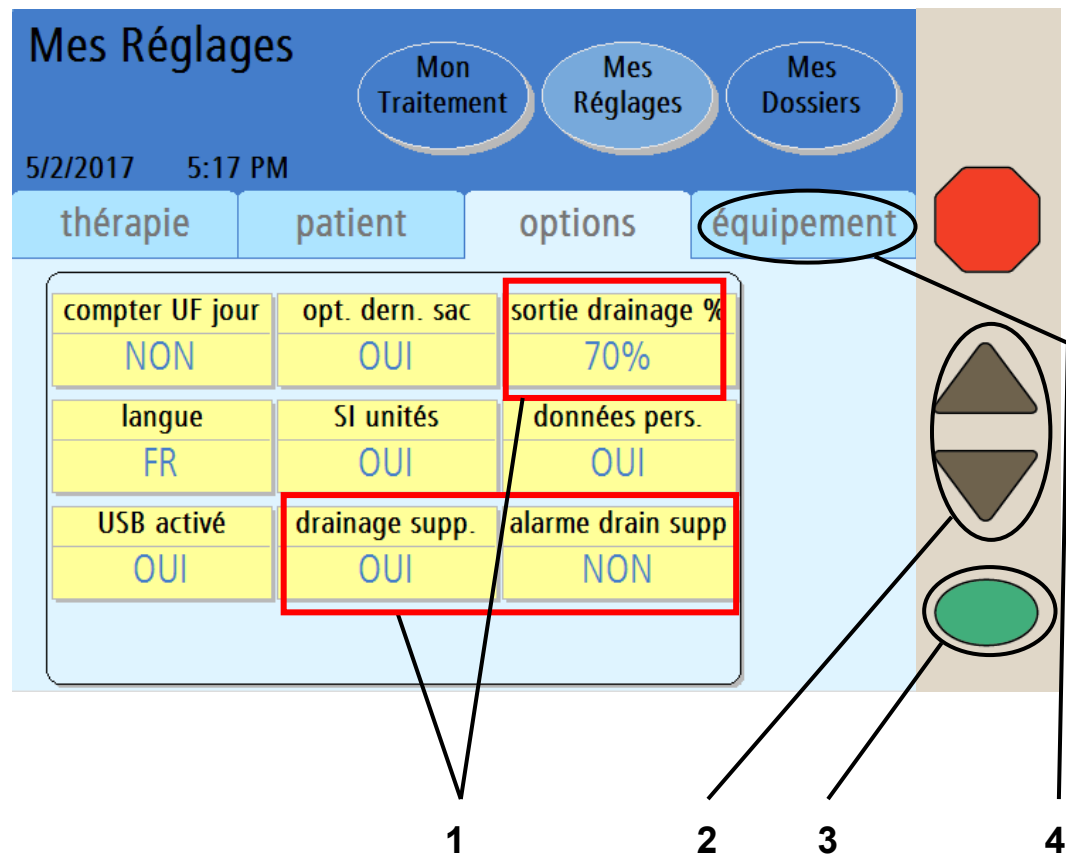 Mes Réglages
Mon
Traitement
Mes
Réglages
Mes
Dossiers
5/2/2017 5:17 PM
thérapie patient options équipement
compter UF jour opt. dern. sac sortie drainage %
NON OUI 70%
langue SI unités données pers.
FR OUI OUI
USB activé drainage supp. alarme drain supp
OUI OUI NON
1 2 3 4